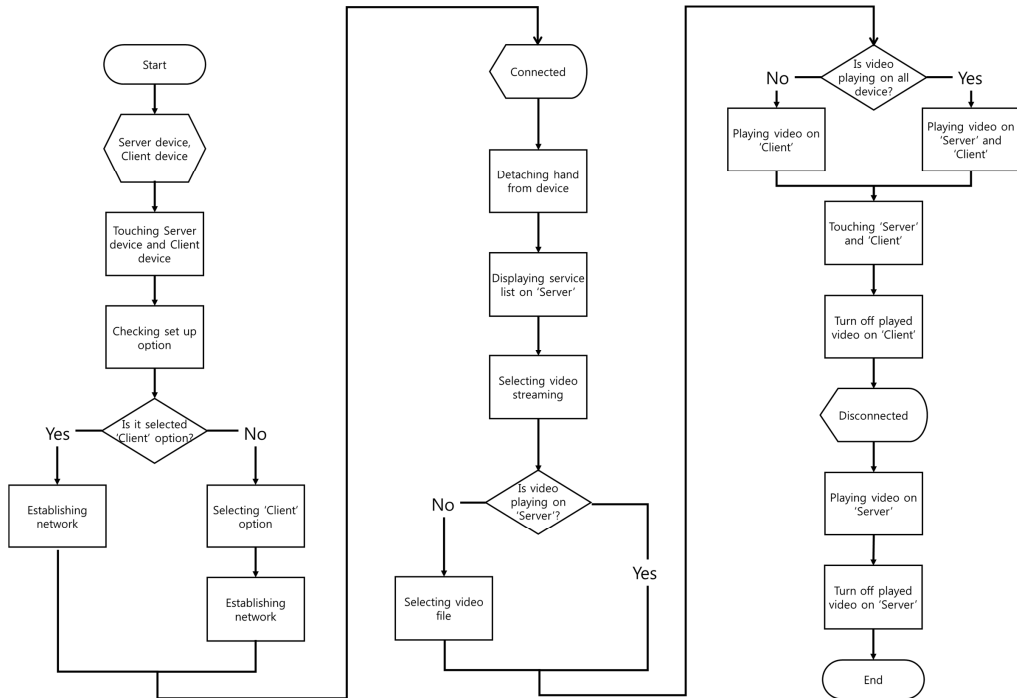 Start
Server device,
Client device
Touching Server
device and Client
device
Checking set up
option
Is it selected
'Client' option?
Yes
No
Establishing
network
Selecting 'Client'
option
Establishing
network
Connected
Detaching hand
from device
Displaying service
list on 'Server'
Selecting video
streaming
Is video
playing on
'Server'?
No
Yes
Selecting video
file
Is video
playing on all
device?
No
Yes
Playing video on
'Client'
Playing video on
'Server' and
'Client'
Touching 'Server'
and 'Client'
Turn off played
video on 'Client'
Disconnected
Playing video on
'Server'
Turn off played
video on 'Server'
End